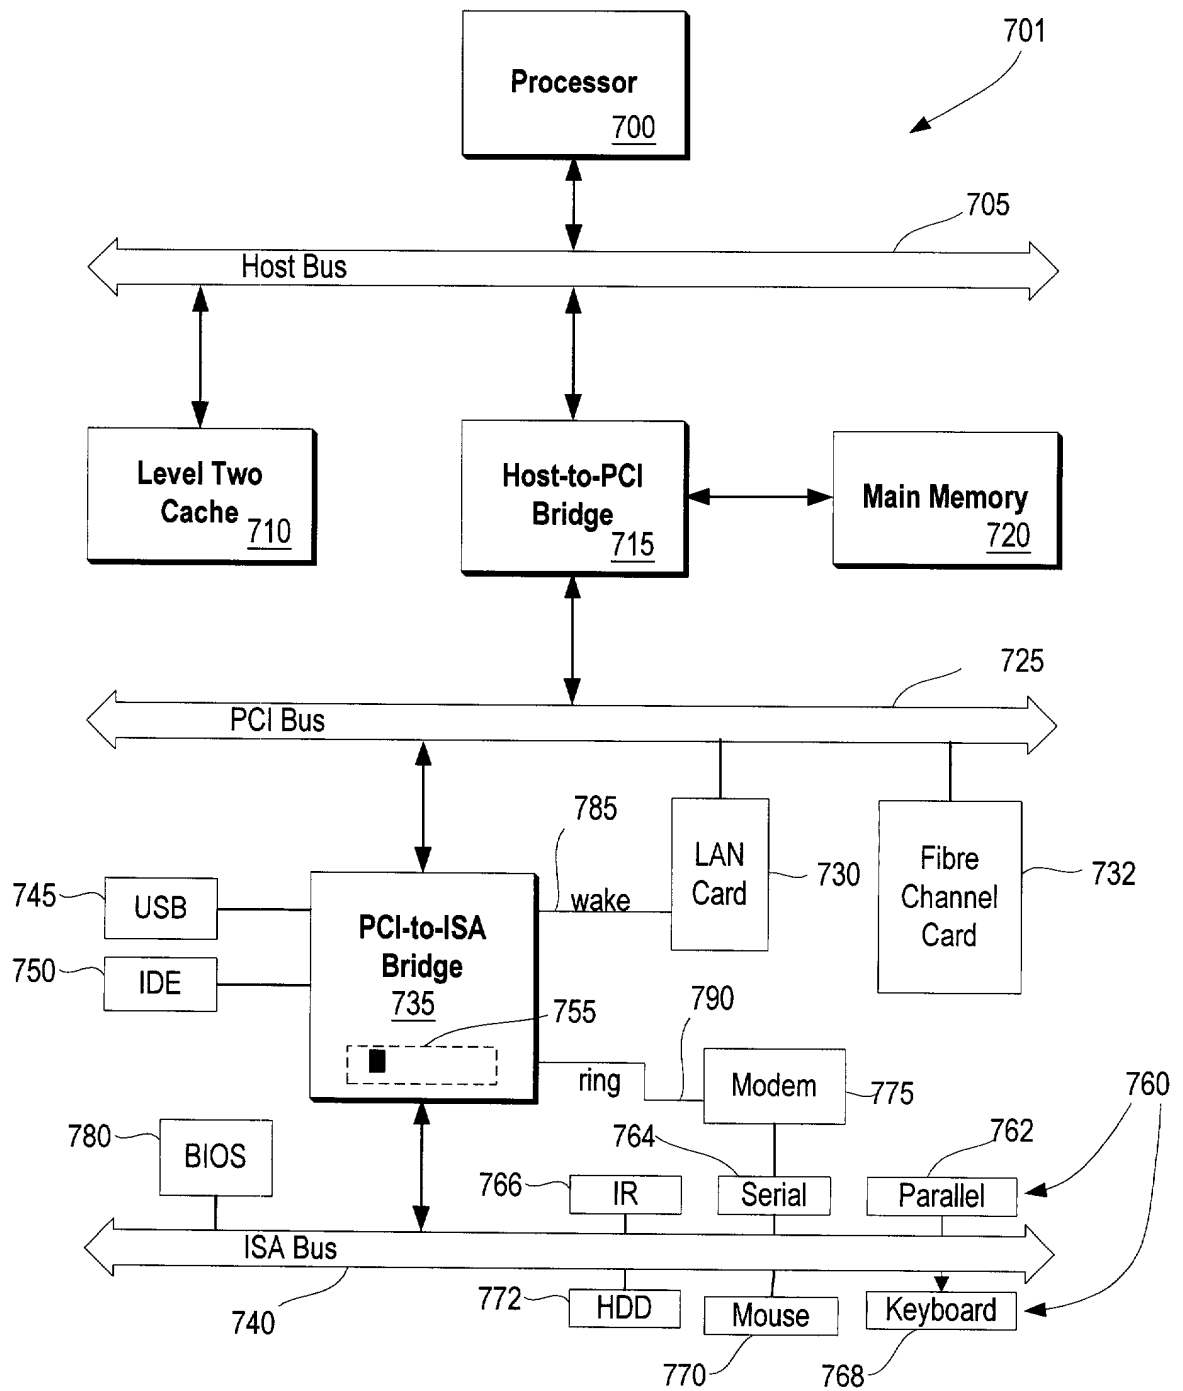 701
Processor
700
705
Host Bus
Level Two
Cache
710
Host-to-PCI
Bridge
715
Main Memory
720
725
PCI Bus
785
LAN
Card
730
Fibre
Channel
Card
732
745
USB
wake
PCI-to-ISA
Bridge
735
750
IDE
755
790
ring
Modem
775
760
780
BIOS
764
762
766
IR
Serial
Parallel
ISA Bus
740
772
HDD
Mouse
Keyboard
770
768